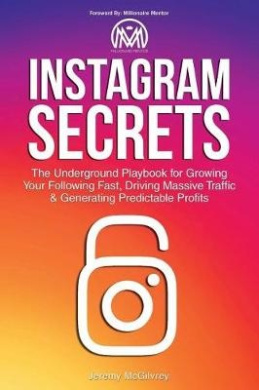 Foreword By: Millionaire Mentor
INSTAGRAM
SECRETS
The Underground Playbook for Growing
Your Following Fast, Driving Massive Traffic
& Generating Predictable Profits
Jeremy McGilvrey